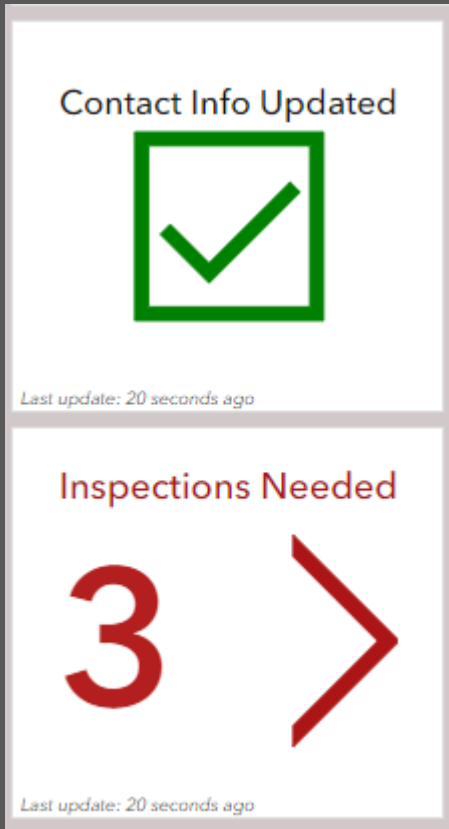 Contact Info Updated
Last update: 20 seconds ago
Inspections Needed
3
Last update: 20 seconds ago